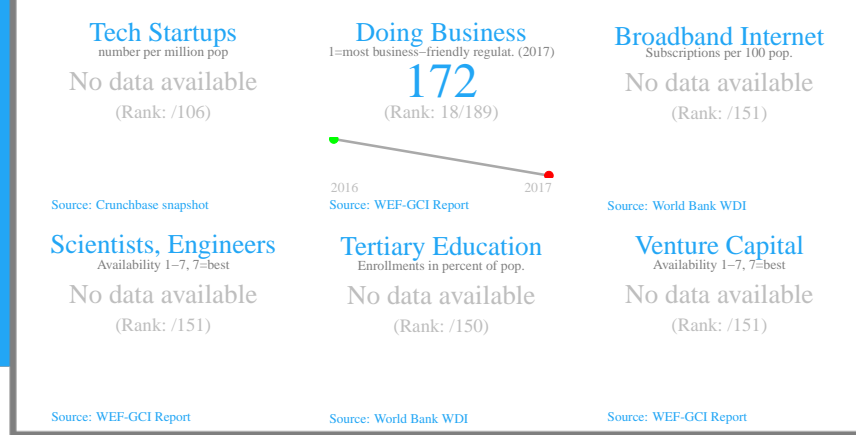 Tech Startups
number per million pop
No data available
(Rank: /106)
Source: Crunchbase snapshot
Doing Business
1=most business−friendly regulat. (2017)
172
(Rank: 18/189)
2016 2017
Source: WEF-GCI Report
Broadband Internet
Subscriptions per 100 pop.
No data available
(Rank: /151)
Source: World Bank WDI
Scientists, Engineers
Availability 1−7, 7=best
No data available
(Rank: /151)
Source: WEF-GCI Report
Tertiary Education
Enrollments in percent of pop.
No data available
(Rank: /150)
Source: World Bank WDI
Venture Capital
Availability 1−7, 7=best
No data available
(Rank: /151)
Source: WEF-GCI Report